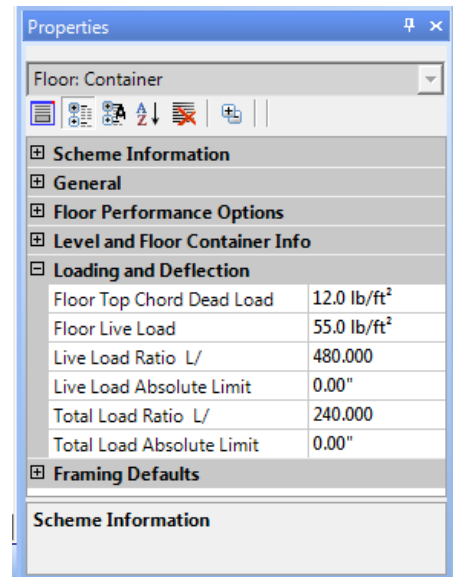 Properties
Floor: Container
Scheme Information
General
Floor Performance Options
Level and Floor Container Info
Loading and Deflection
Floor Top Chord Dead Load 12.0 lb/ft²
Floor Live Load 55.0 lb/ft²
Live Load Ratio L/ 480.000
Live Load Absolute Limit 0.00"
Total Load Ratio L/ 240.000
Total Load Absolute Limit 0.00"
Framing Defaults
Scheme Information